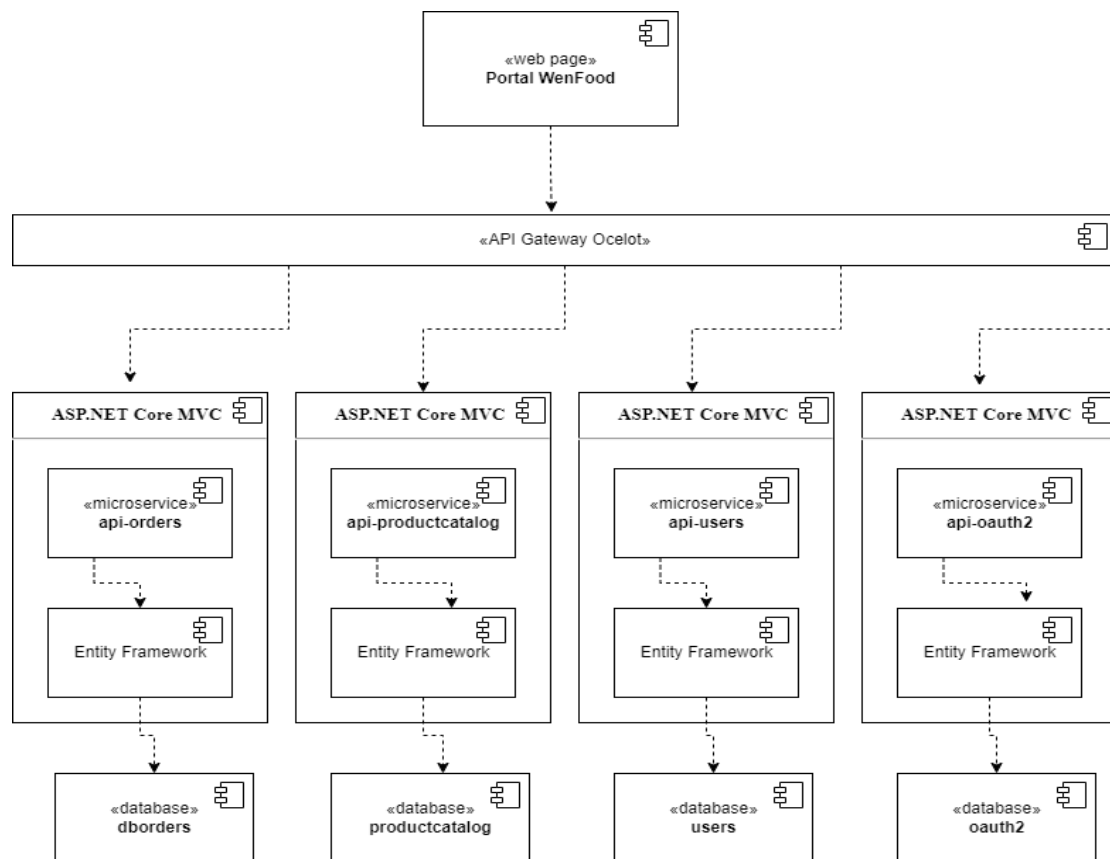 «web page»
Portal WenFood
«API Gateway Ocelot»
ASP.NET Core MVC
ASP.NET Core MVC
ASP.NET Core MVC
ASP.NET Core MVC
«microservice»
api-orders
«microservice»
api-productcatalog
«microservice»
api-users
«microservice»
api-oauth2
Entity Framework
Entity Framework
Entity Framework
Entity Framework
«database»
dborders
«database»
productcatalog
«database»
users
«database»
oauth2